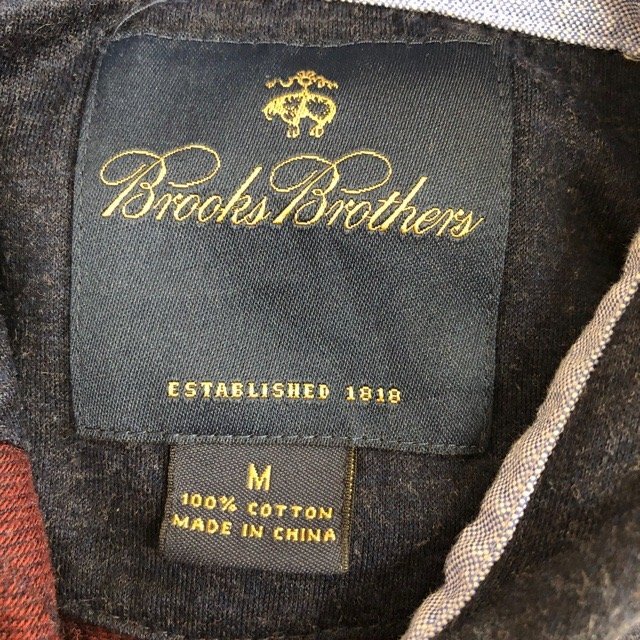 Brooks Brothers
ESTABLISHED 1818
M
100% COTTON
MADE IN CHINA